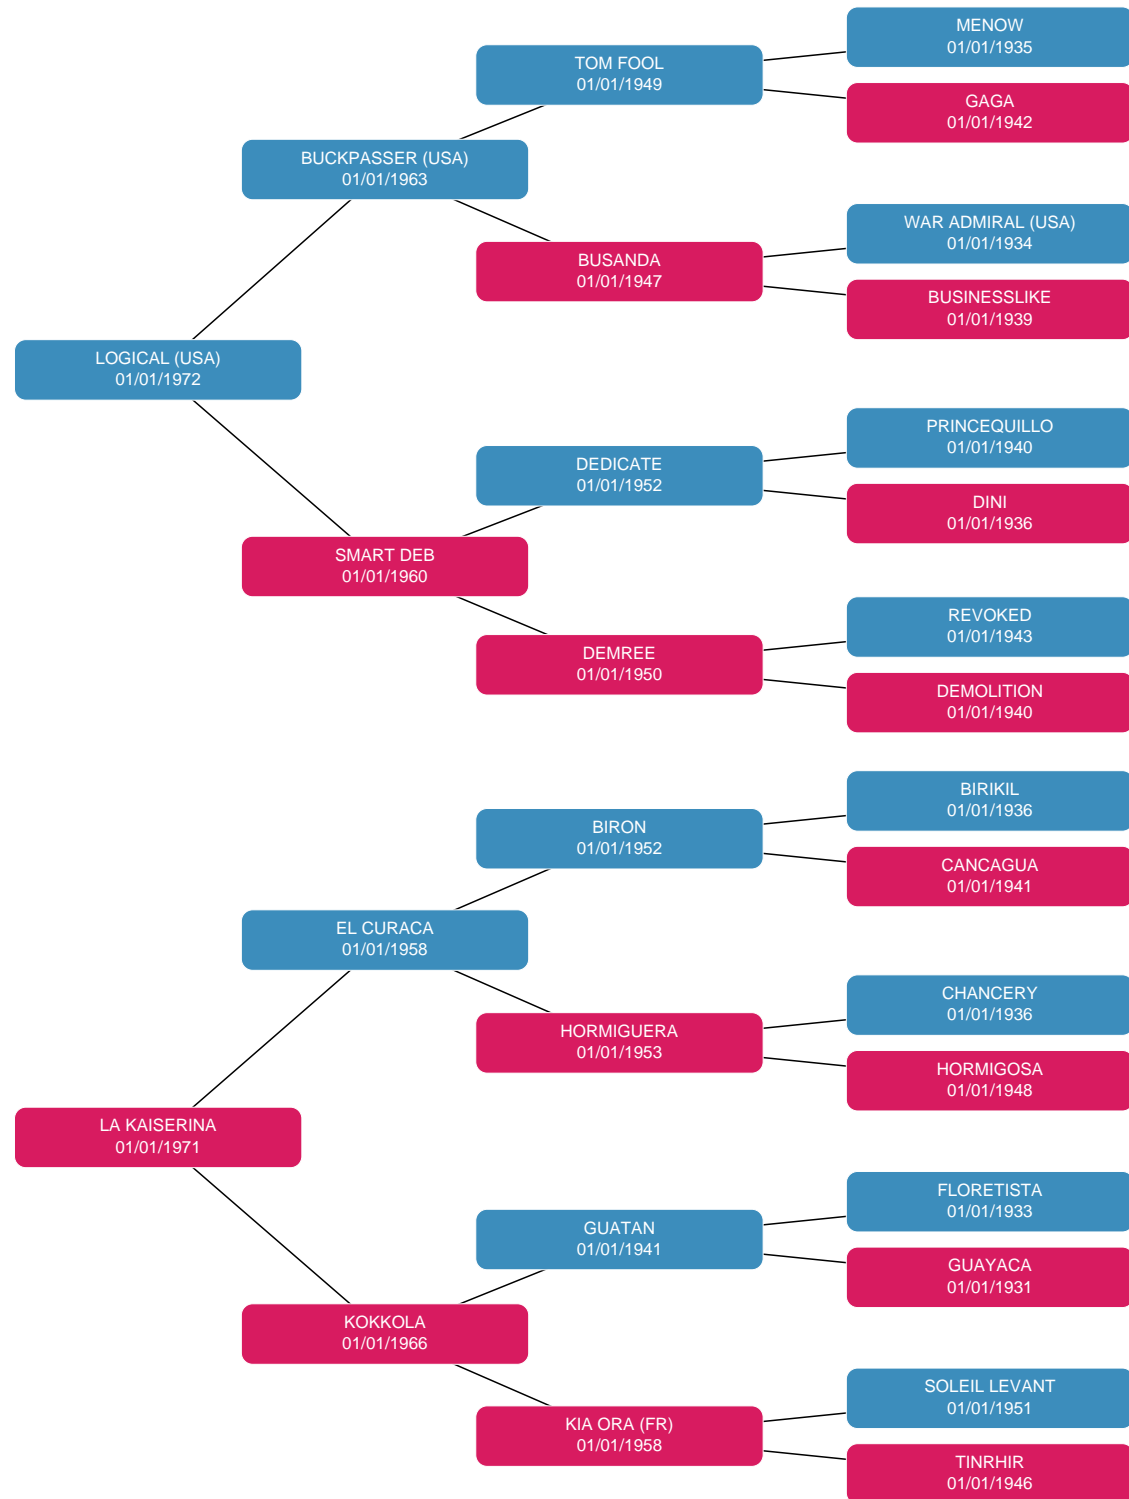 MENOW
01/01/1935
TOM FOOL
01/01/1949
GAGA
01/01/1942
BUCKPASSER (USA)
01/01/1963
WAR ADMIRAL (USA)
01/01/1934
BUSANDA
01/01/1947
BUSINESSLIKE
01/01/1939
LOGICAL (USA)
01/01/1972
PRINCEQUILLO
01/01/1940
DEDICATE
01/01/1952
DINI
01/01/1936
SMART DEB
01/01/1960
REVOKED
01/01/1943
DEMREE
01/01/1950
DEMOLITION
01/01/1940
BIRIKIL
01/01/1936
BIRON
01/01/1952
CANCAGUA
01/01/1941
EL CURACA
01/01/1958
CHANCERY
01/01/1936
HORMIGUERA
01/01/1953
HORMIGOSA
01/01/1948
LA KAISERINA
01/01/1971
FLORETISTA
01/01/1933
GUATAN
01/01/1941
GUAYACA
01/01/1931
KOKKOLA
01/01/1966
SOLEIL LEVANT
01/01/1951
KIA ORA (FR)
01/01/1958
TINRHIR
01/01/1946